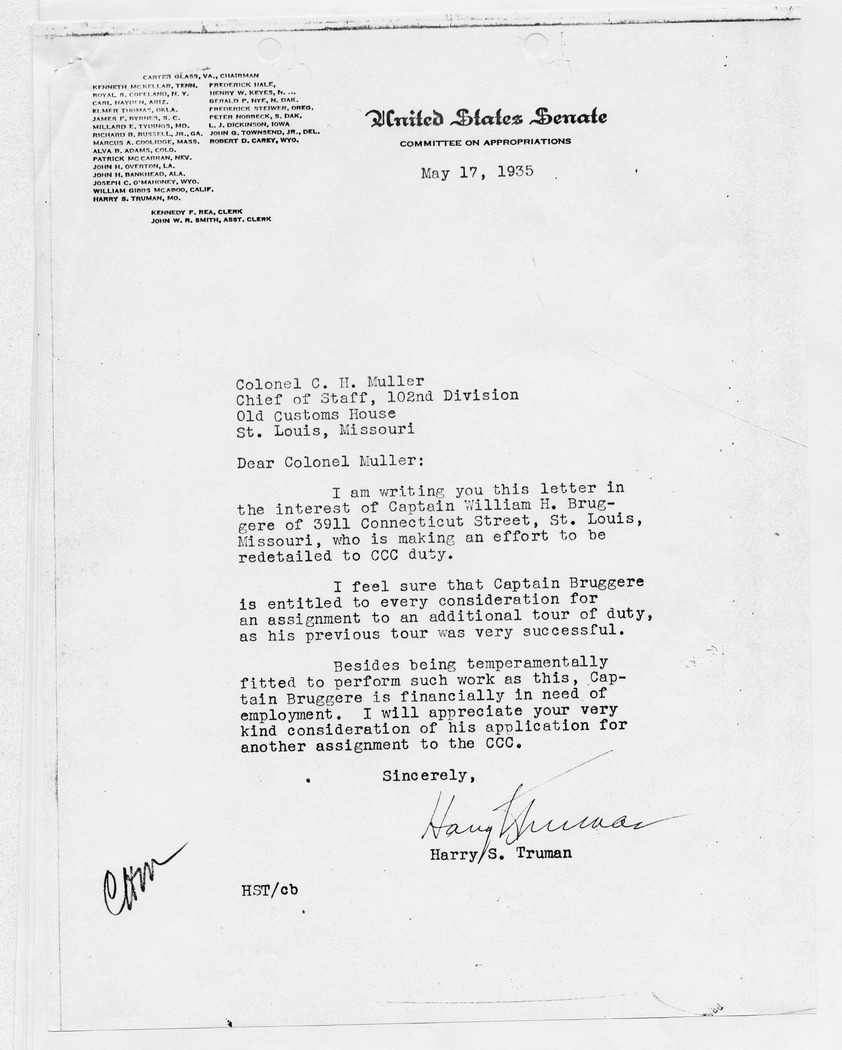 CARTER GLASS, VA., CHAIRMAN
KENNETH MCKELLAR, TENN.
ROYAL S. COPELAND, N. Y.
CARL HAYDEN, ARIZ.
ELMER THOMAS, OKLA.
JAMES F. BYRNES, S. C.
MILLARD E. TYDINGS, MD.
RICHARD B. RUSSELL, JR., GA.
MARCUS A. COOLIDGE, MASS.
ALVA B. ADAMS, COLO.
PATRICK MCCARRAN, NEV.
JOHN H. OVERTON, LA.
JOHN H. BANKHEAD, ALA.
JOSEPH C. O'MAHONEY, WYO.
WILLIAM GIBBS MCADOO, CALIF.
HARRY S. TRUMAN, MO.
FREDERICK HALE,
HENRY W. KEYES, N.
GERALD P. NYE, N. DAK.
FREDERICK STEIWER, OREG.
PETER NORBECK, S. DAK.
L. J. DICKINSON, IOWA
JOHN G. TOWNSEND, JR., DEL.
ROBERT D. CAREY, WYO.
KENNEDY F. REA, CLERK
JOHN W. R. SMITH, ASST. CLERK
United States Senate
COMMITTEE ON APPROPRIATIONS
May 17, 1935
Colonel C. H. Muller
Chief of Staff, 102nd Division
Old Customs House
St. Louis, Missouri
Dear Colonel Muller:
I am writing you this letter in
the interest of Captain William H. Brug-
gere of 3911 Connecticut Street, St. Louis,
Missouri, who is making an effort to be
redetailed to CCC duty.
I feel sure that Captain Bruggere
is entitled to every consideration for
an assignment to an additional tour of duty,
as his previous tour was very successful.
Besides being temperamentally
fitted to perform such work as this, Cap-
tain Bruggere is financially in need of
employment. I will appreciate your very
kind consideration of his application for
another assignment to the CCC.
Sincerely,
Harry S Truman
Harry S. Truman
HST/cb